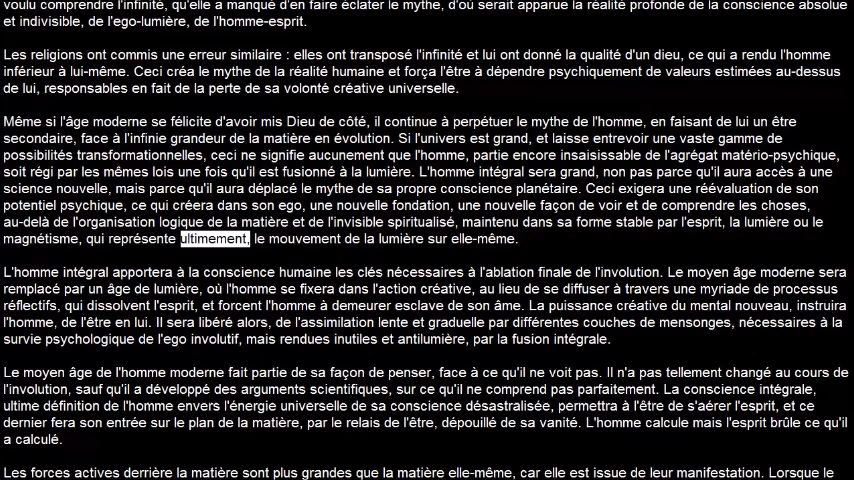 voulu comprendre l'infinité, qu'elle a manqué d'en faire éclater le mythe, d'où serait apparue la réalité profonde de la conscience absolue
et indivisible, de l'ego-lumière, de l'homme-esprit.
Les religions ont commis une erreur similaire : elles ont transposé l'infinité et lui ont donné la qualité d'un dieu, ce qui a rendu l'homme
inférieur à lui-même. Ceci créa le mythe de la réalité humaine et força l'être à dépendre psychiquement de valeurs estimées au-dessus
de lui, responsables en fait de la perte de sa volonté créative universelle.
Même si l'âge moderne se félicite d'avoir mis Dieu de côté, il continue à perpétuer le mythe de l'homme, en faisant de lui un être
secondaire, face à l'infinie grandeur de la matière en évolution. Si l'univers est grand, et laisse entrevoir une vaste gamme de
possibilités transformationnelles, ceci ne signifie aucunement que l'homme, partie encore insaisissable de l'agrégat matério-psychique,
soit régi par les mêmes lois une fois qu'il est fusionné à la lumière. L'homme intégral sera grand, non pas parce qu'il aura accès à une
science nouvelle, mais parce qu'il aura déplacé le mythe de sa propre conscience planétaire. Ceci exigera une réévaluation de son
potentiel psychique, ce qui créera dans son ego, une nouvelle fondation, une nouvelle façon de voir et de comprendre les choses,
au-delà de l'organisation logique de la matière et de l'invisible spiritualisé, maintenu dans sa forme stable par l'esprit, la lumière ou le
magnétisme, qui représente ultimement, le mouvement de la lumière sur elle-même.
L'homme intégral apportera à la conscience humaine les clés nécessaires à l'ablation finale de l'involution. Le moyen âge moderne sera
remplacé par un âge de lumière, où l'homme se fixera dans l'action créative, au lieu de se diffuser à travers une myriade de processus
réflectifs, qui dissolvent l'esprit, et forcent l'homme à demeurer esclave de son âme. La puissance créative du mental nouveau, instruira
l'homme, de l'être en lui. Il sera libéré alors, de l'assimilation lente et graduelle par différentes couches de mensonges, nécessaires à la
survie psychologique de l'ego involutif, mais rendues inutiles et antilumière, par la fusion intégrale.
Le moyen âge de l'homme moderne fait partie de sa façon de penser, face à ce qu'il ne voit pas. Il n'a pas tellement changé au cours de
l'involution, sauf qu'il a développé des arguments scientifiques, sur ce qu'il ne comprend pas parfaitement. La conscience intégrale,
ultime définition de l'homme envers l'énergie universelle de sa conscience désastralisée, permettra à l'être de s'aérer l'esprit, et ce
dernier fera son entrée sur le plan de la matière, par le relais de l'être, dépouillé de sa vanité. L'homme calcule mais l'esprit brûle ce qu'il
a calculé.
Les forces actives derrière la matière sont plus grandes que la matière elle-même, car elle est issue de leur manifestation. Lorsque le